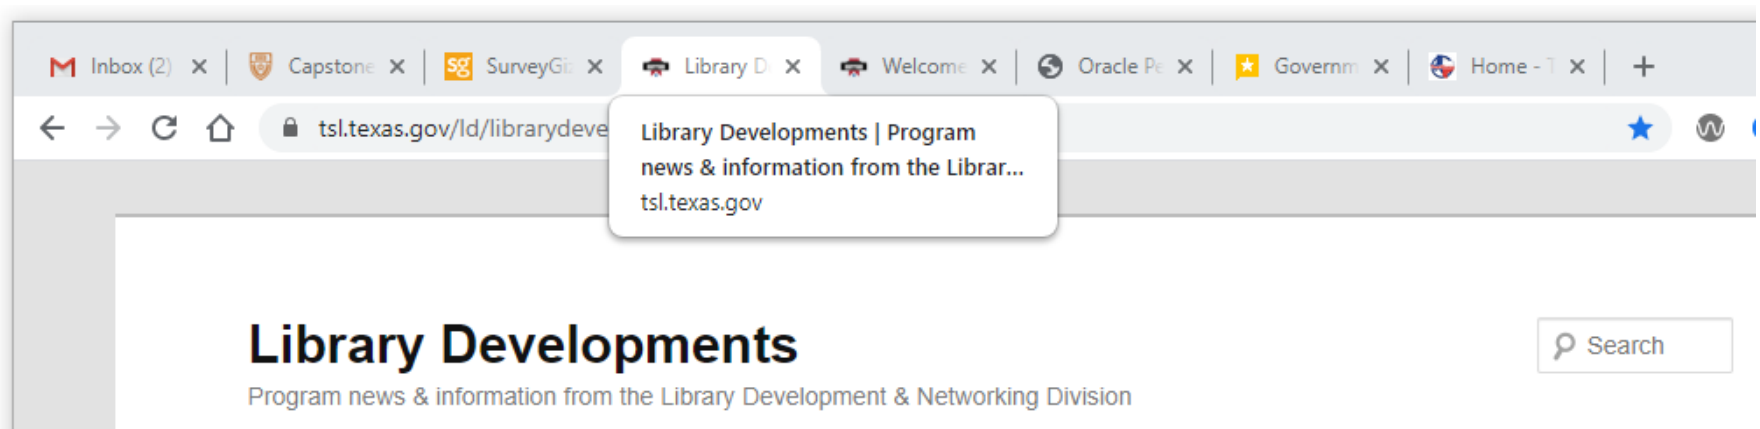 Inbox (2)
Capstone
SurveyGi
Library D
Welcome
Oracle Pe
Governm
Home - T
tsl.texas.gov/ld/librarydeve
Library Developments | Program
news & information from the Librar...
tsl.texas.gov
Library Developments
Search
Program news & information from the Library Development & Networking Division